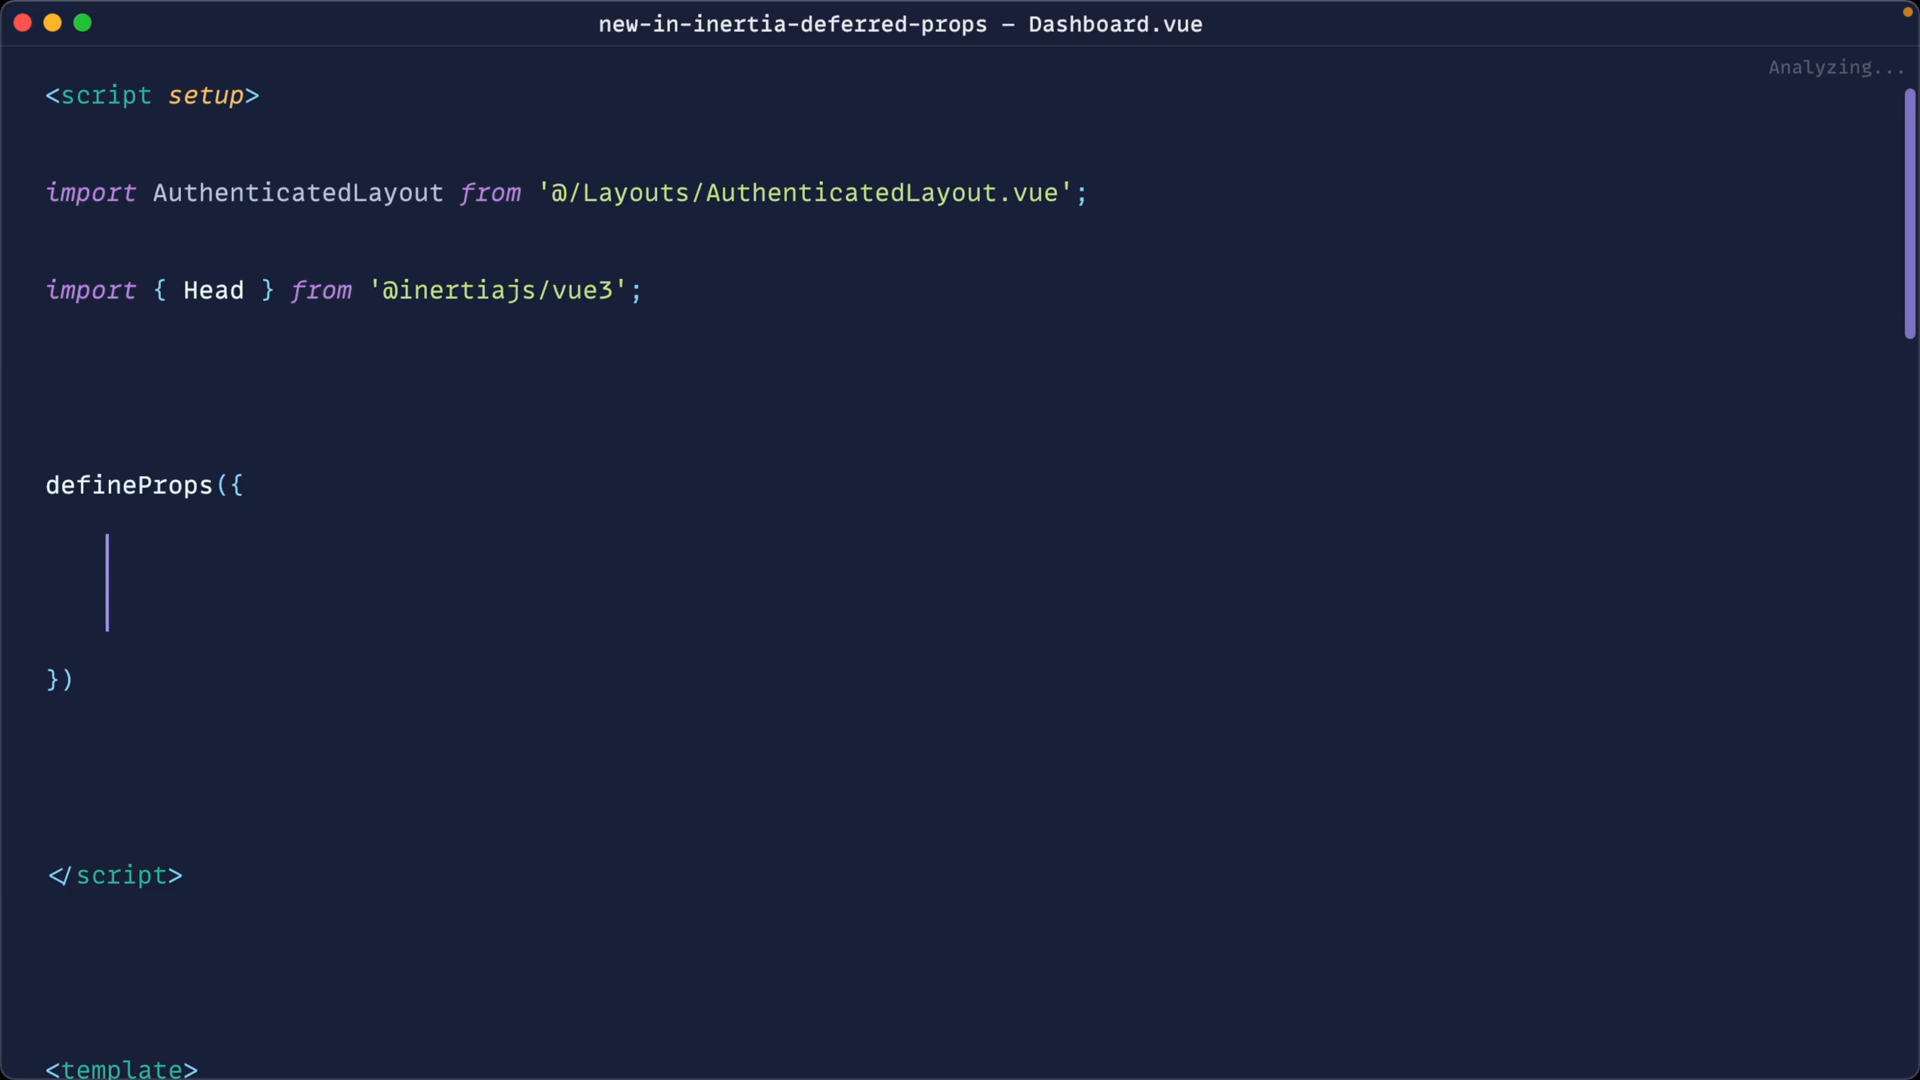 new-in-inertia-deferred-props – Dashboard.vue
Analyzing...
<script setup>
import AuthenticatedLayout from '@/Layouts/AuthenticatedLayout.vue';
import { Head } from '@inertiajs/vue3';
defineProps({
})
</script>
<template>